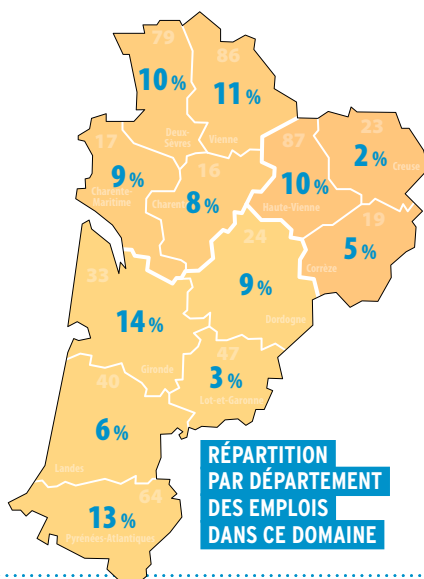 79
10 %
Deux-
Sèvres
86
11 %
Vienne
17
9 %
Charente
Maritime
16
8 %
Charen
87
10 %
Haute-Vienne
23
2 %
Creuse
19
5 %
Corrèze
24
9 %
Dordogne
33
14 %
Gironde
47
3 %
Lot-et-Garonne
40
6 %
Landes
64
13 %
Pyrénées-Atlantiques
RÉPARTITION
PAR DÉPARTEMENT
DES EMPLOIS
DANS CE DOMAINE